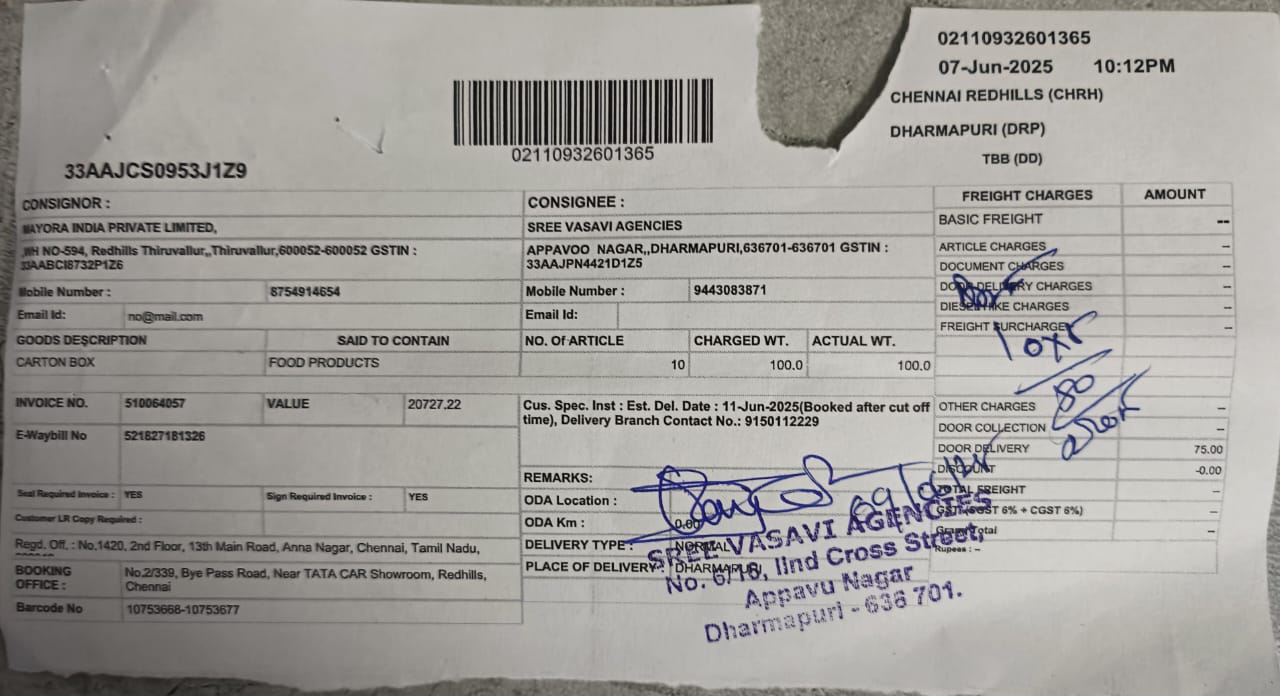 02110932601365
07-Jun-2025 10:12PM
CHENNAI REDHILLS (CHRH)
DHARMAPURI (DRP)
TBB (DD)
02110932601365
33AAJCS0953J1Z9
CONSIGNOR :
MAYORA INDIA PRIVATE LIMITED,
WH NO-594, Redhills Thiruvallur,,Thiruvallur,600052-600052 GSTIN :
33AABCI8732P1Z6
Mobile Number : 8754914654
Email Id: no@mail.com
CONSIGNEE :
SREE VASAVI AGENCIES
APPAVOO NAGAR,,DHARMAPURI,636701-636701 GSTIN :
33AAJPN4421D1Z5
Mobile Number : 9443083871
Email Id:
GOODS DESCRIPTION SAID TO CONTAIN NO. Of ARTICLE CHARGED WT. ACTUAL WT.
CARTON BOX FOOD PRODUCTS 10 100.0 100.0
INVOICE NO. 510064057 VALUE 20727.22
E-Waybill No 521827181326
Seal Required Invoice : YES Sign Required Invoice : YES
Customer LR Copy Required :
Regd. Off. : No.1420, 2nd Floor, 13th Main Road, Anna Nagar, Chennai, Tamil Nadu,
BOOKING OFFICE : No.2/339, Bye Pass Road, Near TATA CAR Showroom, Redhills,
Chennai
Barcode No 10753668-10753677
Cus. Spec. Inst : Est. Del. Date : 11-Jun-2025(Booked after cut off
time), Delivery Branch Contact No.: 9150112229
REMARKS:
ODA Location :
ODA Km : 0.00
DELIVERY TYPE : NORMAL
PLACE OF DELIVERY : DHARMAPURI
FREIGHT CHARGES AMOUNT
BASIC FREIGHT --
ARTICLE CHARGES --
DOCUMENT CHARGES --
DOOR DELIVERY CHARGES --
DIESEL HIKE CHARGES --
FREIGHT SURCHARGE --
OTHER CHARGES --
DOOR COLLECTION --
DOOR DELIVERY 75.00
DISCOUNT -0.00
TOTAL FREIGHT --
GST (SGST 6% + CGST 6%) --
Grand Total --
Rupees : --
80
SREE VASAVI AGENCIES
No. 6/18, IInd Cross Street,
Appavu Nagar
Dharmapuri - 636 701.